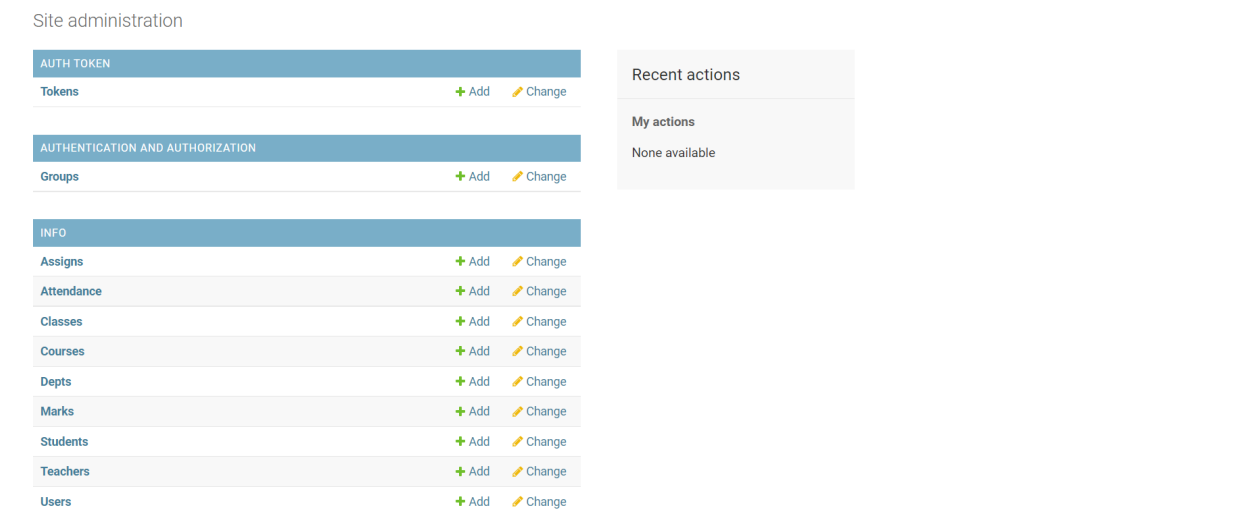 Site administration
AUTH TOKEN
Tokens Add Change
AUTHENTICATION AND AUTHORIZATION
Groups Add Change
INFO
Assigns Add Change
Attendance Add Change
Classes Add Change
Courses Add Change
Depts Add Change
Marks Add Change
Students Add Change
Teachers Add Change
Users Add Change
Recent actions
My actions
None available